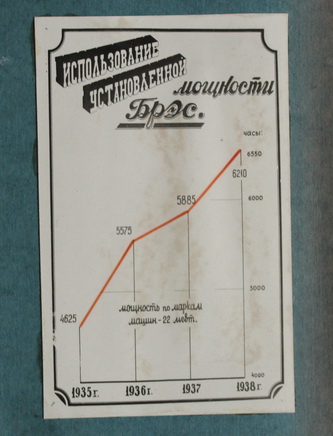 ИСПОЛЬЗОВАНИЕ
УСТАНОВЛЕННОЙ
мощности
БРЭС.
часы:
6550
6210
6000
5885
5575
5000
4625
мощность по маркам
машин-22 мвт.
4000
1935 г. 1936 г. 1937 1938 г.